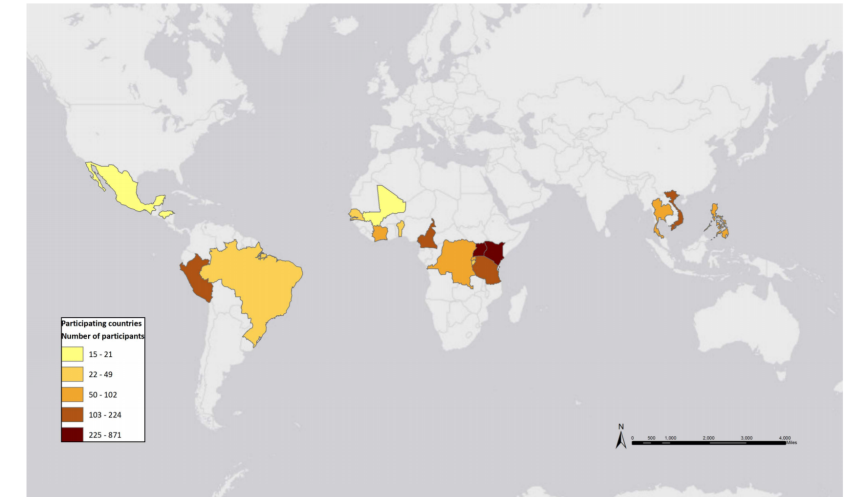 Participating countries
Number of participants
15 - 21
22 - 49
50 - 102
103 - 224
225 - 871
N
0 500 1,000 2,000 3,000 4,000
Miles